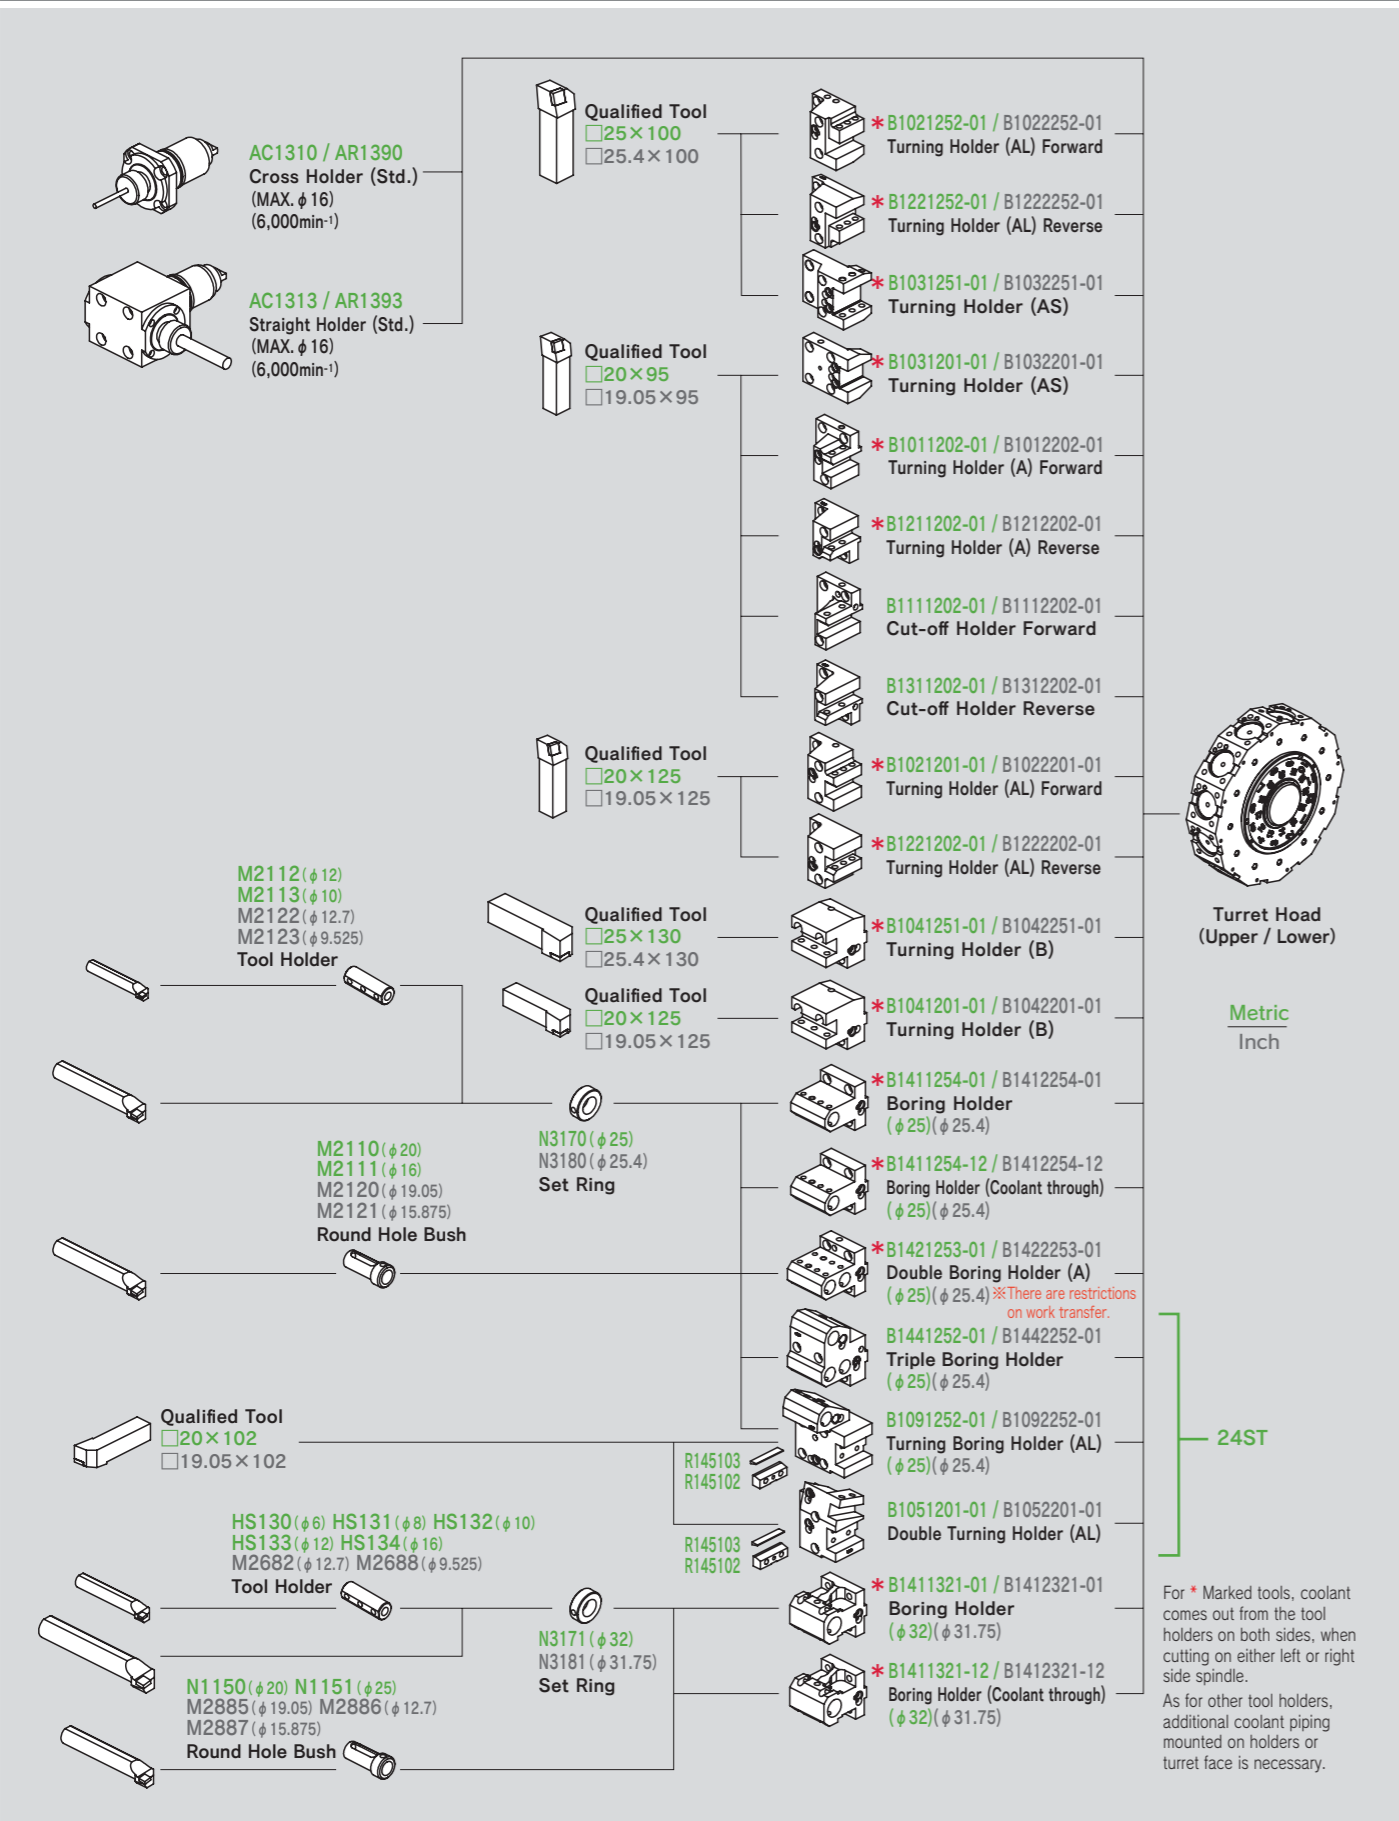 AC1310 / AR1390
Cross Holder (Std.)
(MAX. φ16)
(6,000min-1)
AC1313 / AR1393
Straight Holder (Std.)
(MAX. φ16)
(6,000min-1)
Qualified Tool
□25×100
□25.4×100
*B1021252-01 / B1022252-01
Turning Holder (AL) Forward
*B1221252-01 / B1222252-01
Turning Holder (AL) Reverse
*B1031251-01 / B1032251-01
Turning Holder (AS)
Qualified Tool
□20×95
□19.05×95
*B1031201-01 / B1032201-01
Turning Holder (AS)
*B1011202-01 / B1012202-01
Turning Holder (A) Forward
*B1211202-01 / B1212202-01
Turning Holder (A) Reverse
B1111202-01 / B1112202-01
Cut-off Holder Forward
B1311202-01 / B1312202-01
Cut-off Holder Reverse
Qualified Tool
□20×125
□19.05×125
*B1021201-01 / B1022201-01
Turning Holder (AL) Forward
*B1221202-01 / B1222202-01
Turning Holder (AL) Reverse
Turret Hoad
(Upper / Lower)
Metric
Inch
M2112(φ12)
M2113(φ10)
M2122(φ12.7)
M2123(φ9.525)
Tool Holder
Qualified Tool
□25×130
□25.4×130
*B1041251-01 / B1042251-01
Turning Holder (B)
Qualified Tool
□20×125
□19.05×125
*B1041201-01 / B1042201-01
Turning Holder (B)
N3170(φ25)
N3180(φ25.4)
Set Ring
*B1411254-01 / B1412254-01
Boring Holder
(φ25)(φ25.4)
M2110(φ20)
M2111(φ16)
M2120(φ19.05)
M2121(φ15.875)
Round Hole Bush
*B1411254-12 / B1412254-12
Boring Holder (Coolant through)
(φ25)(φ25.4)
*B1421253-01 / B1422253-01
Double Boring Holder (A)
(φ25)(φ25.4) ※There are restrictions
on work transfer.
B1441252-01 / B1442252-01
Triple Boring Holder
(φ25)(φ25.4)
Qualified Tool
□20×102
□19.05×102
R145103
R145102
B1091252-01 / B1092252-01
Turning Boring Holder (AL)
(φ25)(φ25.4)
24ST
R145103
R145102
B1051201-01 / B1052201-01
Double Turning Holder (AL)
HS130(φ6) HS131(φ8) HS132(φ10)
HS133(φ12) HS134(φ16)
M2682(φ12.7) M2688(φ9.525)
Tool Holder
N3171(φ32)
N3181(φ31.75)
Set Ring
*B1411321-01 / B1412321-01
Boring Holder
(φ32)(φ31.75)
N1150(φ20) N1151(φ25)
M2885(φ19.05) M2886(φ12.7)
M2887(φ15.875)
Round Hole Bush
*B1411321-12 / B1412321-12
Boring Holder (Coolant through)
(φ32)(φ31.75)
For * Marked tools, coolant
comes out from the tool
holders on both sides, when
cutting on either left or right
side spindle.
As for other tool holders,
additional coolant piping
mounted on holders or
turret face is necessary.